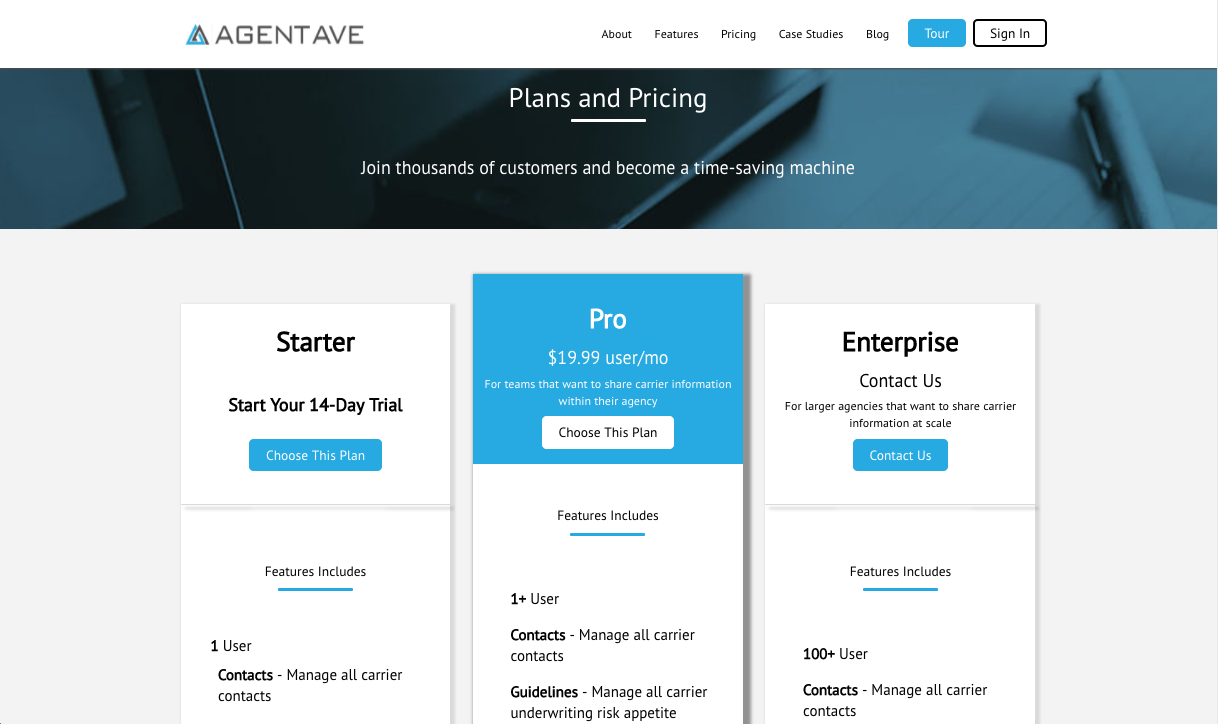 AGENTAVE
About Features Pricing Case Studies Blog Tour Sign In
Plans and Pricing
Join thousands of customers and become a time-saving machine
Starter
Start Your 14-Day Trial
Choose This Plan
Features Includes
1 User
Contacts - Manage all carrier
contacts
Pro
$19.99 user/mo
For teams that want to share carrier information
within their agency
Choose This Plan
Features Includes
1+ User
Contacts - Manage all carrier
contacts
Guidelines - Manage all carrier
underwriting risk appetite
Enterprise
Contact Us
For larger agencies that want to share carrier
information at scale
Contact Us
Features Includes
100+ User
Contacts - Manage all carrier
contacts